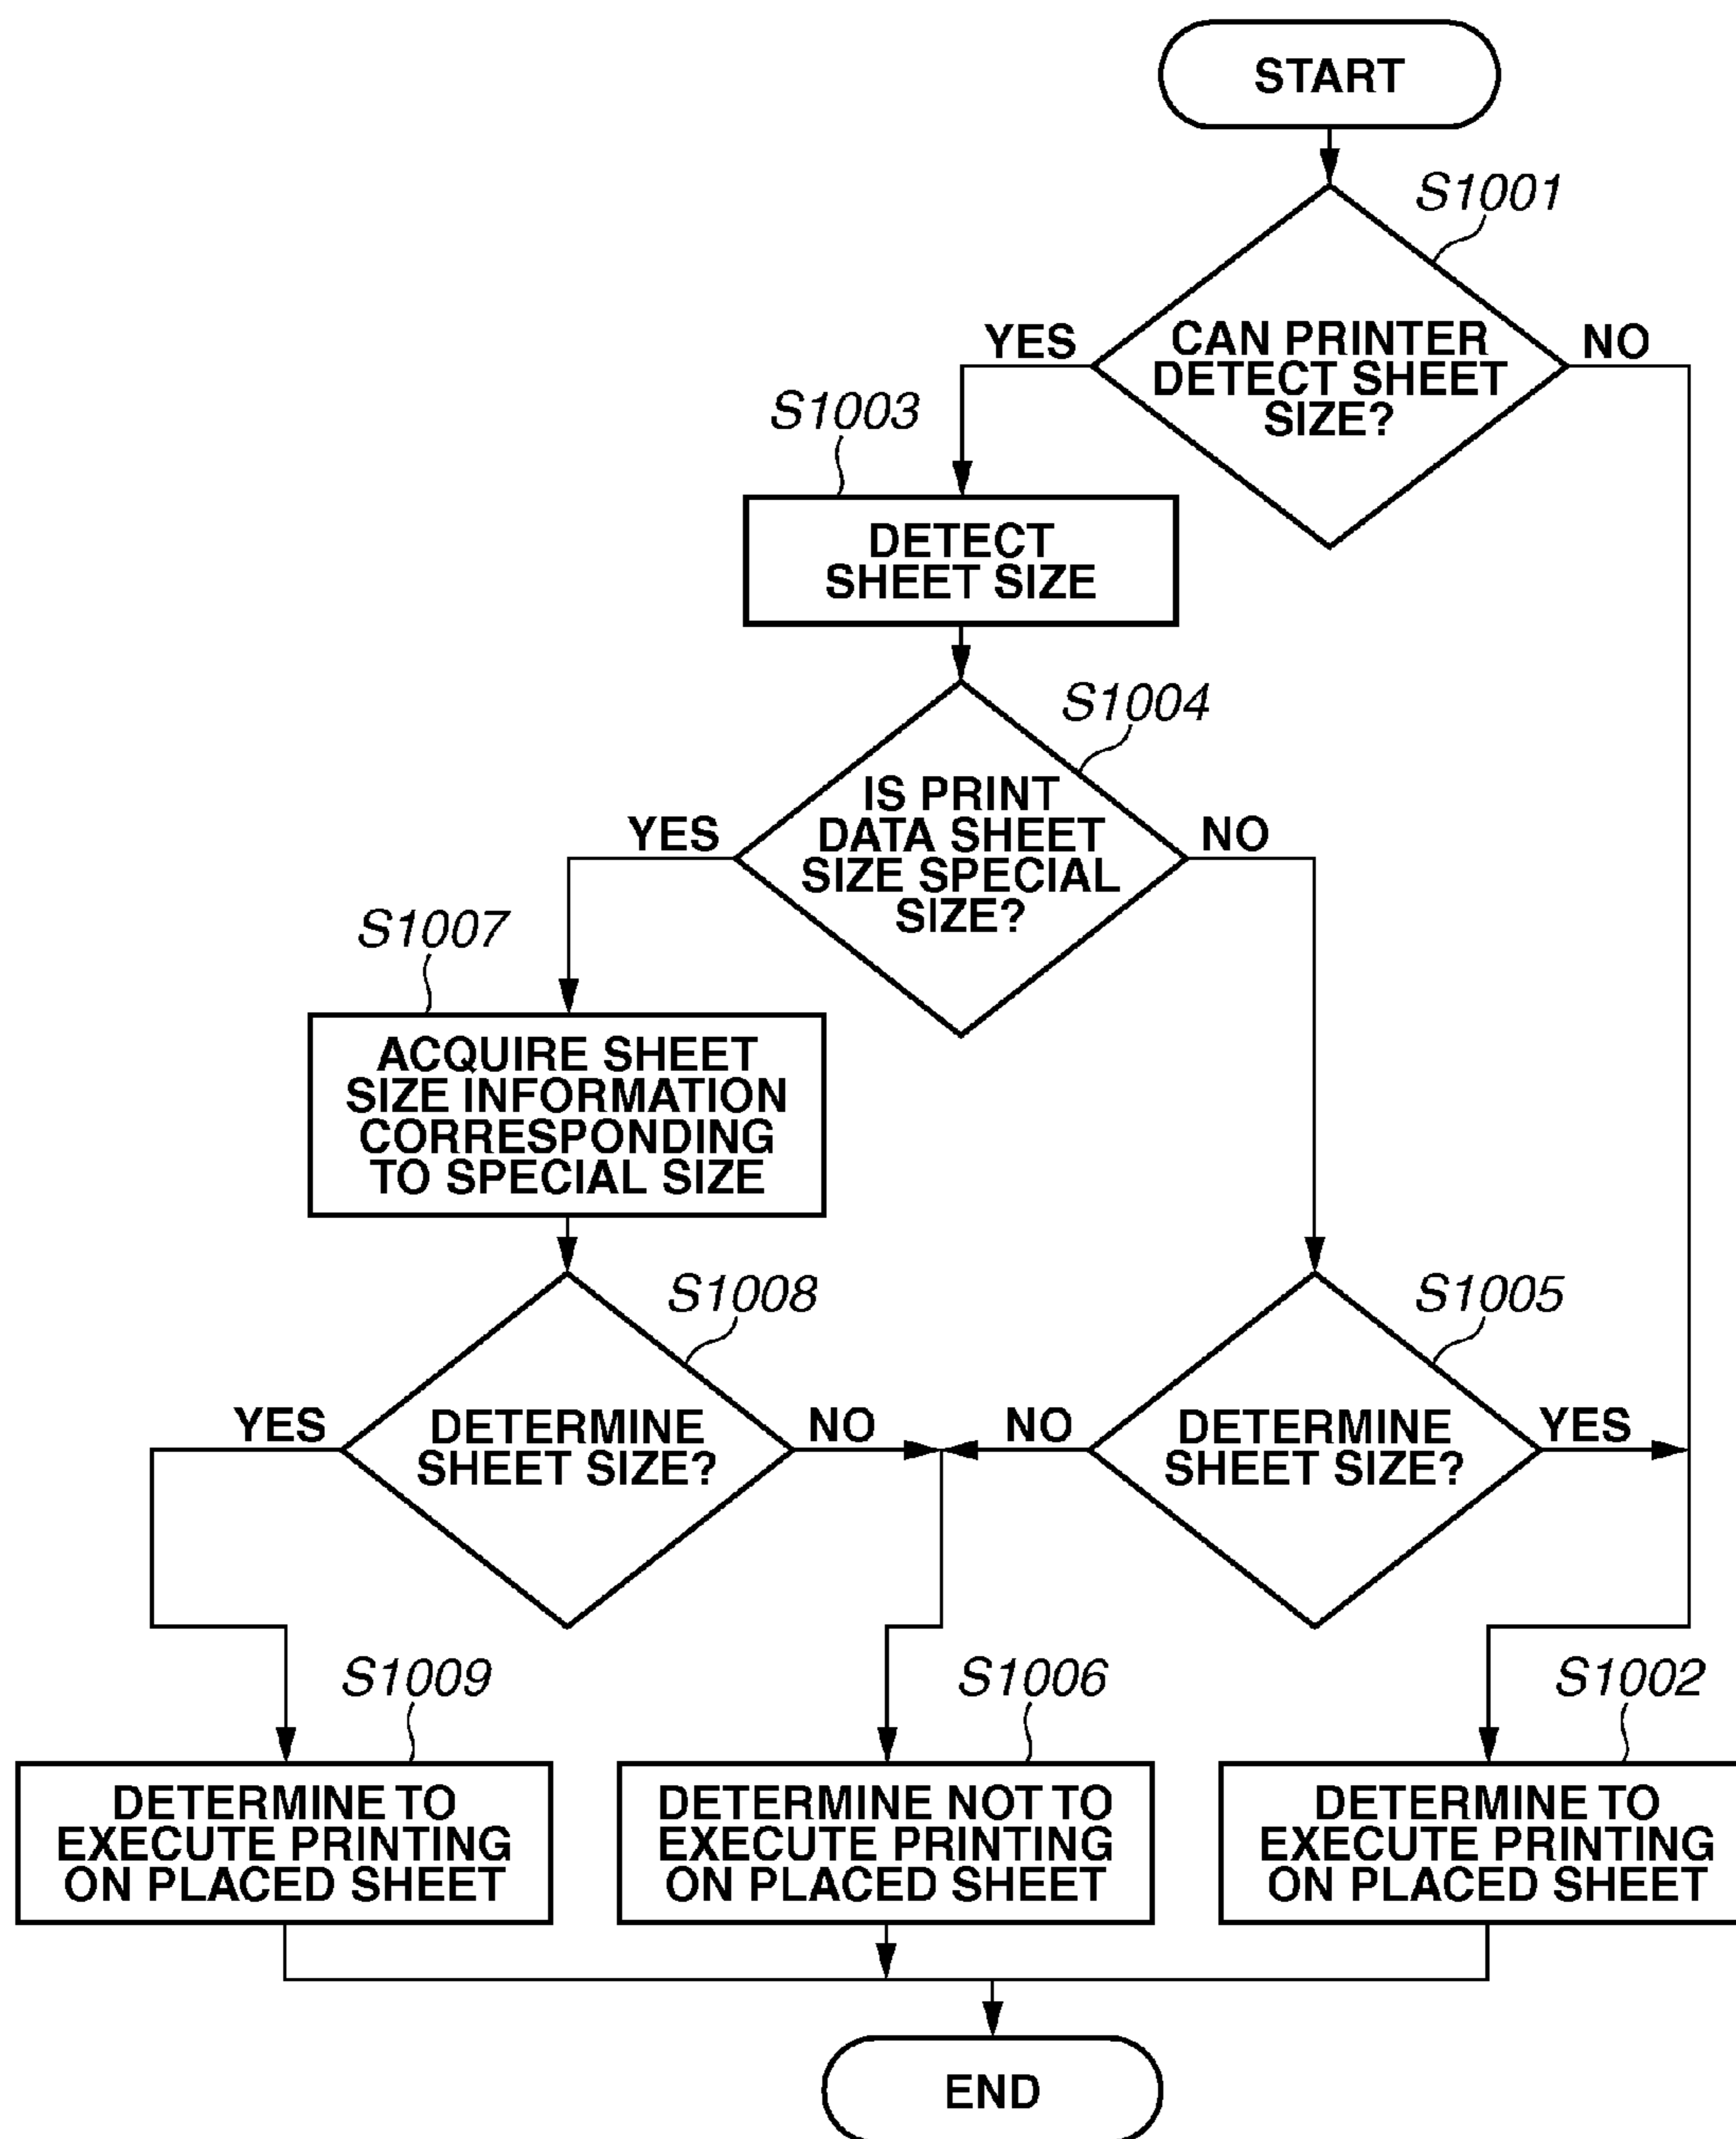 START
S1001
CAN PRINTER
DETECT SHEET
SIZE?
YES
NO
S1003
DETECT
SHEET SIZE
S1004
IS PRINT
DATA SHEET
SIZE SPECIAL
SIZE?
YES
NO
S1007
ACQUIRE SHEET
SIZE INFORMATION
CORRESPONDING
TO SPECIAL SIZE
S1008
DETERMINE
SHEET SIZE?
YES
NO
S1005
DETERMINE
SHEET SIZE?
NO
YES
S1009
DETERMINE TO
EXECUTE PRINTING
ON PLACED SHEET
S1006
DETERMINE NOT TO
EXECUTE PRINTING
ON PLACED SHEET
S1002
DETERMINE TO
EXECUTE PRINTING
ON PLACED SHEET
END